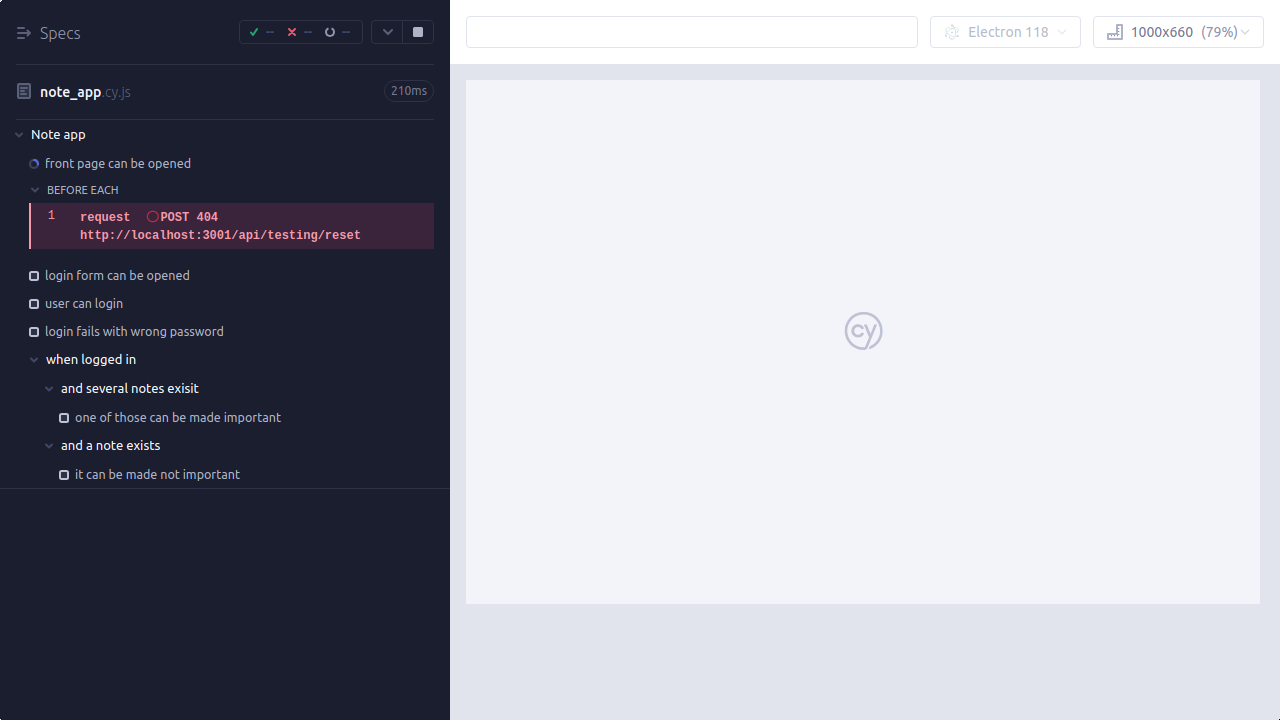 Specs
-- -- --
note_app.cy.js
210ms
Note app
front page can be opened
BEFORE EACH
1 request POST 404
http://localhost:3001/api/testing/reset
login form can be opened
user can login
login fails with wrong password
when logged in
and several notes exisit
one of those can be made important
and a note exists
it can be made not important
Electron 118
1000x660 (79%)
cy